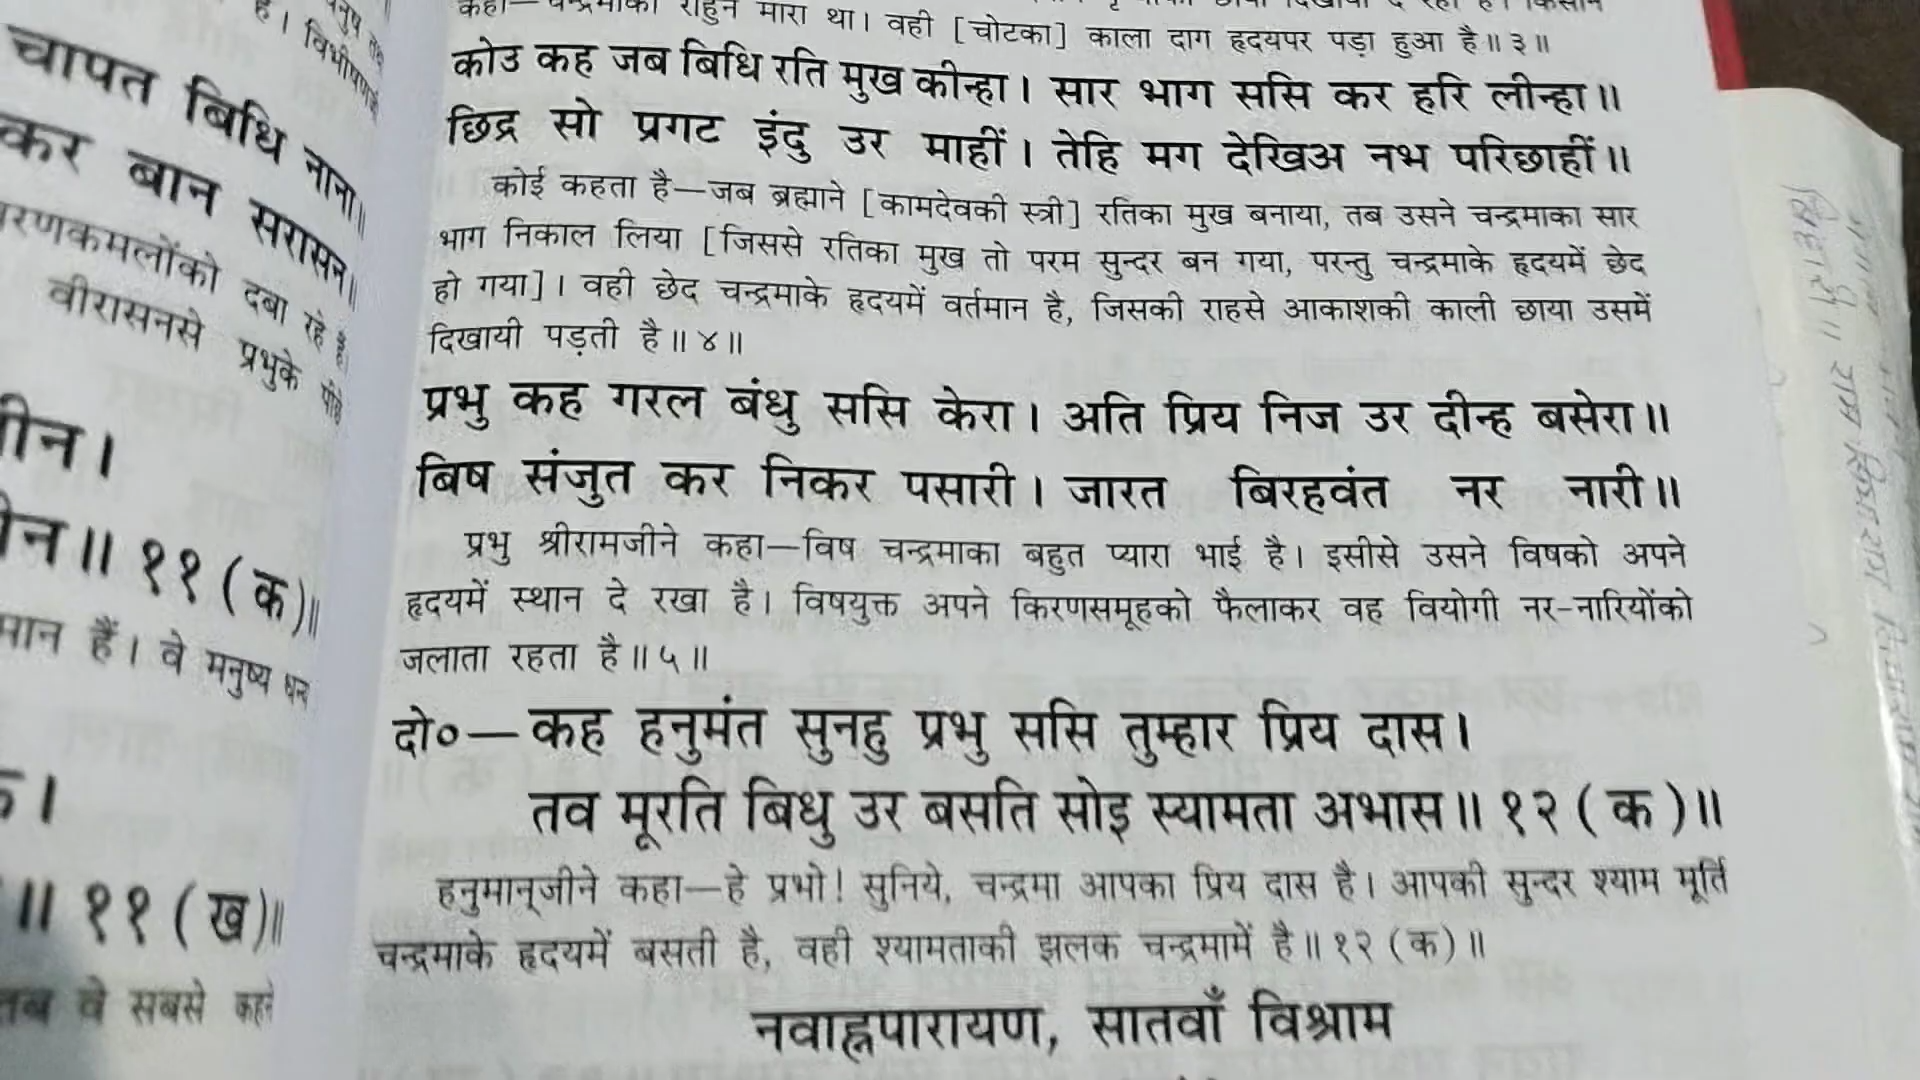 चापत बिधि नाना॥
कर बान सरासन।
दबा रहे हैं।
वीरासनसे प्रभुके पीछे
११ (क)॥
मान हैं। वे मनुष्य धन्य
॥ ११ (ख)॥
तब वे सबसे कहने
मारा था। वही [चोटका] काला दाग हृदयपर पड़ा हुआ है॥ ३॥
कोउ कह जब बिधि रति मुख कीन्हा। सार भाग ससि कर हरि लीन्हा॥
छिद्र सो प्रगट इंदु उर माहीं। तेहि मग देखिअ नभ परिछाहीं॥
कोई कहता है—जब ब्रह्माने [कामदेवकी स्त्री] रतिका मुख बनाया, तब उसने चन्द्रमाका सार
भाग निकाल लिया [जिससे रतिका मुख तो परम सुन्दर बन गया, परन्तु चन्द्रमाके हृदयमें छेद
हो गया]। वही छेद चन्द्रमाके हृदयमें वर्तमान है, जिसकी राहसे आकाशकी काली छाया उसमें
दिखायी पड़ती है॥ ४॥
प्रभु कह गरल बंधु ससि केरा। अति प्रिय निज उर दीन्ह बसेरा॥
बिष संजुत कर निकर पसारी। जारत बिरहवंत नर नारी॥
प्रभु श्रीरामजीने कहा—विष चन्द्रमाका बहुत प्यारा भाई है। इसीसे उसने विषको अपने
हृदयमें स्थान दे रखा है। विषयुक्त अपने किरणसमूहको फैलाकर वह वियोगी नर-नारियोंको
जलाता रहता है॥ ५॥
दो०—कह हनुमंत सुनहु प्रभु ससि तुम्हार प्रिय दास।
तव मूरति बिधु उर बसति सोइ स्यामता अभास॥ १२ (क)॥
हनुमान्‌जीने कहा—हे प्रभो! सुनिये, चन्द्रमा आपका प्रिय दास है। आपकी सुन्दर श्याम मूर्ति
चन्द्रमाके हृदयमें बसती है, वही श्यामताकी झलक चन्द्रमामें है॥ १२ (क)॥
नवाह्नपारायण, सातवाँ विश्राम